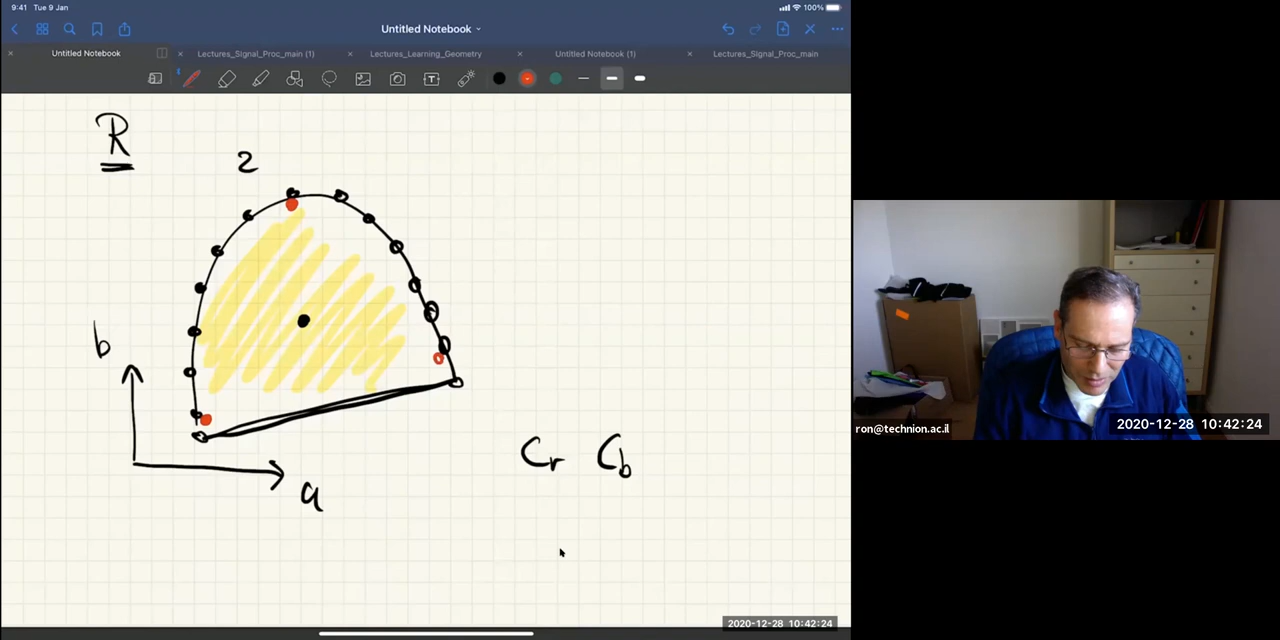 9:41 Tue 9 Jan
100%
Untitled Notebook
Untitled Notebook
Lectures_Signal_Proc_main (1)
Lectures_Learning_Geometry
Untitled Notebook (1)
Lectures_Signal_Proc_main
T
R
2
b
a
Cr Cb
ron@technion.ac.il
2020-12-28 10:42:24
2020-12-28 10:42:24